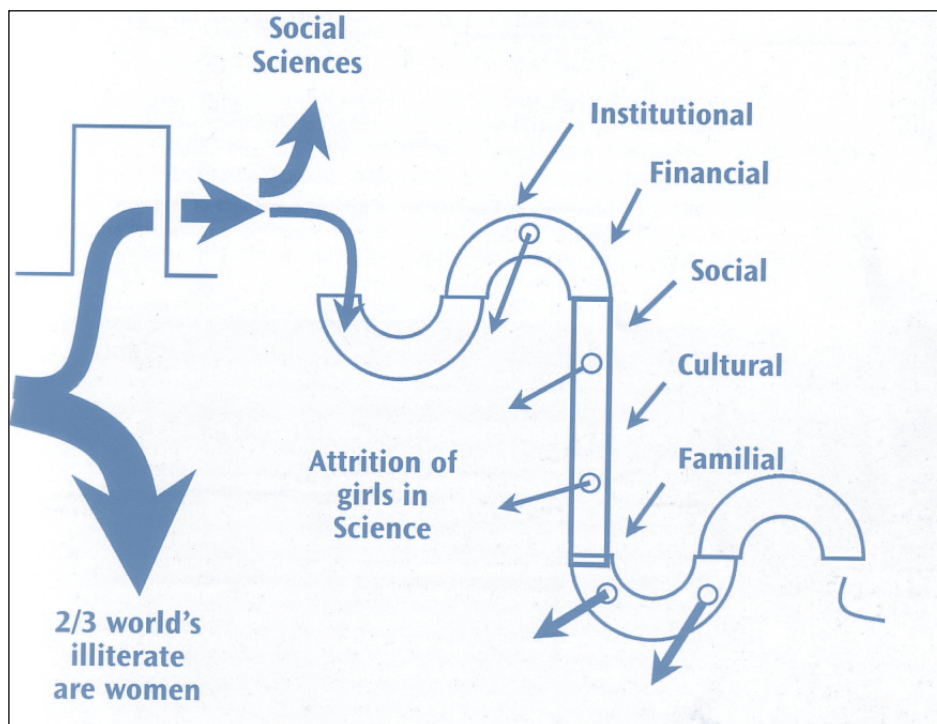 Social
Sciences
Institutional
Financial
Social
Cultural
Familial
Attrition of
girls in
Science
2/3 world's
illiterate
are women